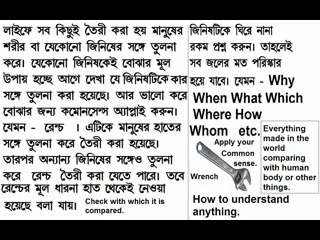 লাইফে সব কিছুই তৈরী করা হয় মানুষের
শরীর বা যেকোনো জিনিষের সঙ্গে তুলনা
করে। যেকোনো জিনিষকেই বোঝার মূল
উপায় হচ্ছে আগে দেখা যে জিনিষটিকে কার
সঙ্গে তুলনা করা হয়েছে। আর ভালো করে
বোঝার জন্য কমোনসেন্স অ্যাপ্লাই করুন।
যেমন - রেন্চ । এটিকে মানুষের হাতের
সঙ্গে তুলনা করে তৈরী করা হয়েছে।
তারপর অন্যান্য জিনিষের সঙ্গেও তুলনা
করে রেন্চ তৈরী করা যেতে পারে। তবে
রেন্চের মূল ধারনা হাত থেকেই নেওয়া
হয়েছে বলা যায়।
Check with which it is
compared.
জিনিষটিকে ঘিরে নানা
রকম প্রশ্ন করুন। তাহলেই
সব জলের মত পরিস্কার
হয়ে যাবে। যেমন - Why
When What Which
Where How
Whom etc.
Apply your
Common
sense.
Wrench
Everything
made in the
world
comparing
with human
body or other
things.
How to understand
anything.